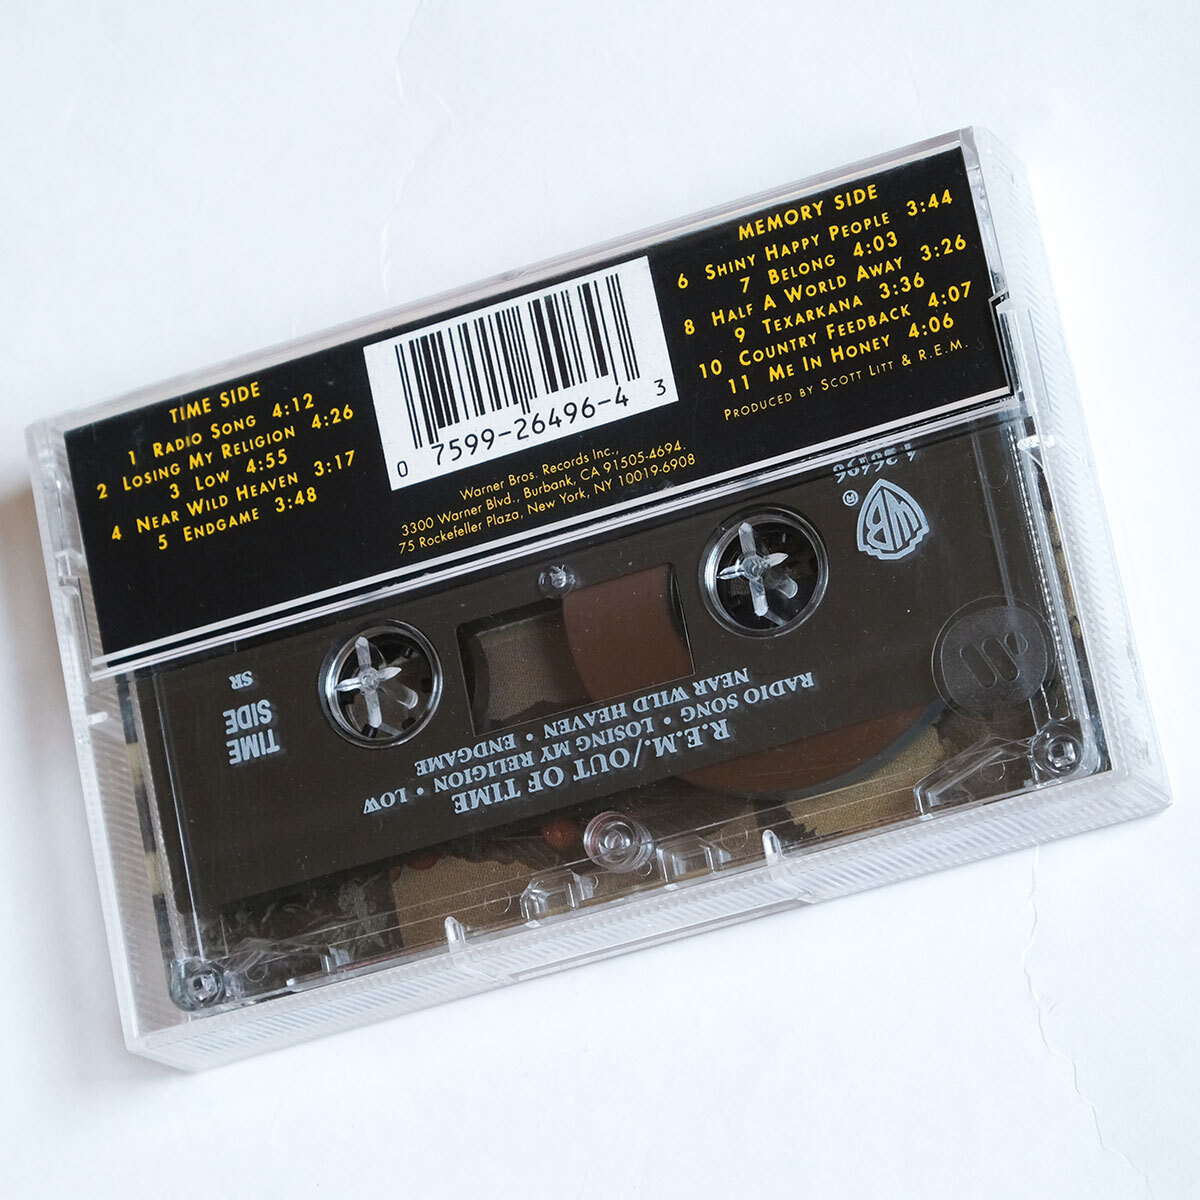 TIME SIDE
1 RADIO SONG 4:12
2 LOSING MY RELIGION 4:26
3 LOW 4:55
4 NEAR WILD HEAVEN 3:17
5 ENDGAME 3:48
0 7599-26496-4 3
Warner Bros. Records Inc.,
3300 Warner Blvd., Burbank, CA 91505-4694.
75 Rockefeller Plaza, New York, NY 10019-6908
MEMORY SIDE
6 SHINY HAPPY PEOPLE 3:44
7 BELONG 4:03
8 HALF A WORLD AWAY 3:26
9 TEXARKANA 3:36
10 COUNTRY FEEDBACK 4:07
11 ME IN HONEY 4:06
PRODUCED BY SCOTT LITT & R.E.M.
R.E.M./OUT OF TIME
RADIO SONG • LOSING MY RELIGION • LOW
NEAR WILD HEAVEN • ENDGAME
TIME
SIDE
SR
WB®
4 26496